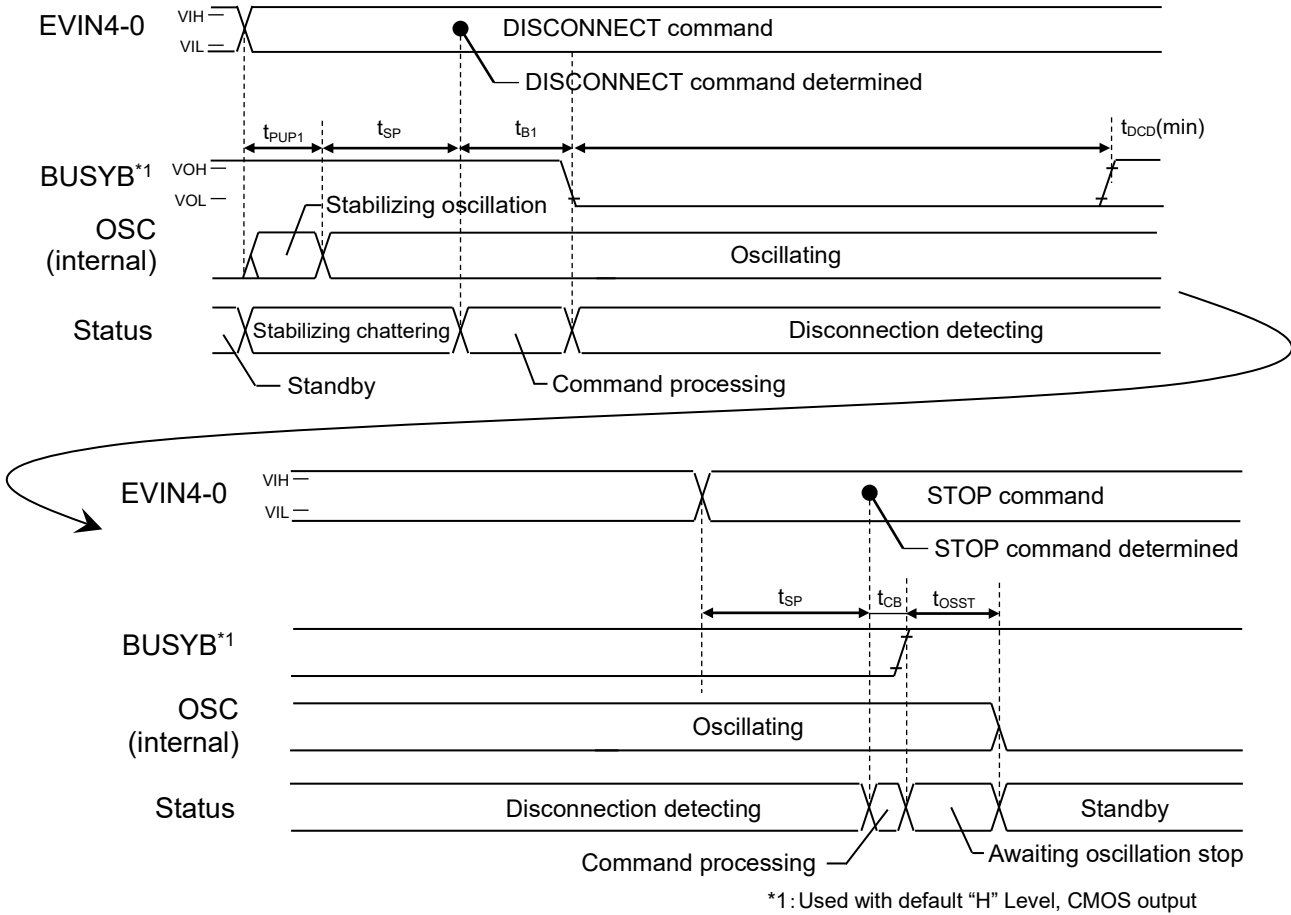 EVIN4-0
VIH
VIL
DISCONNECT command
DISCONNECT command determined
tPUP1
tSP
tB1
tDCD(min)
BUSYB*1
VOH
VOL
Stabilizing oscillation
OSC
(internal)
Oscillating
Status
Stabilizing chattering
Disconnection detecting
Standby
Command processing
EVIN4-0
VIH
VIL
STOP command
STOP command determined
tSP
tCB
tOSST
BUSYB*1
OSC
(internal)
Oscillating
Status
Disconnection detecting
Standby
Command processing
Awaiting oscillation stop
*1:Used with default “H” Level, CMOS output